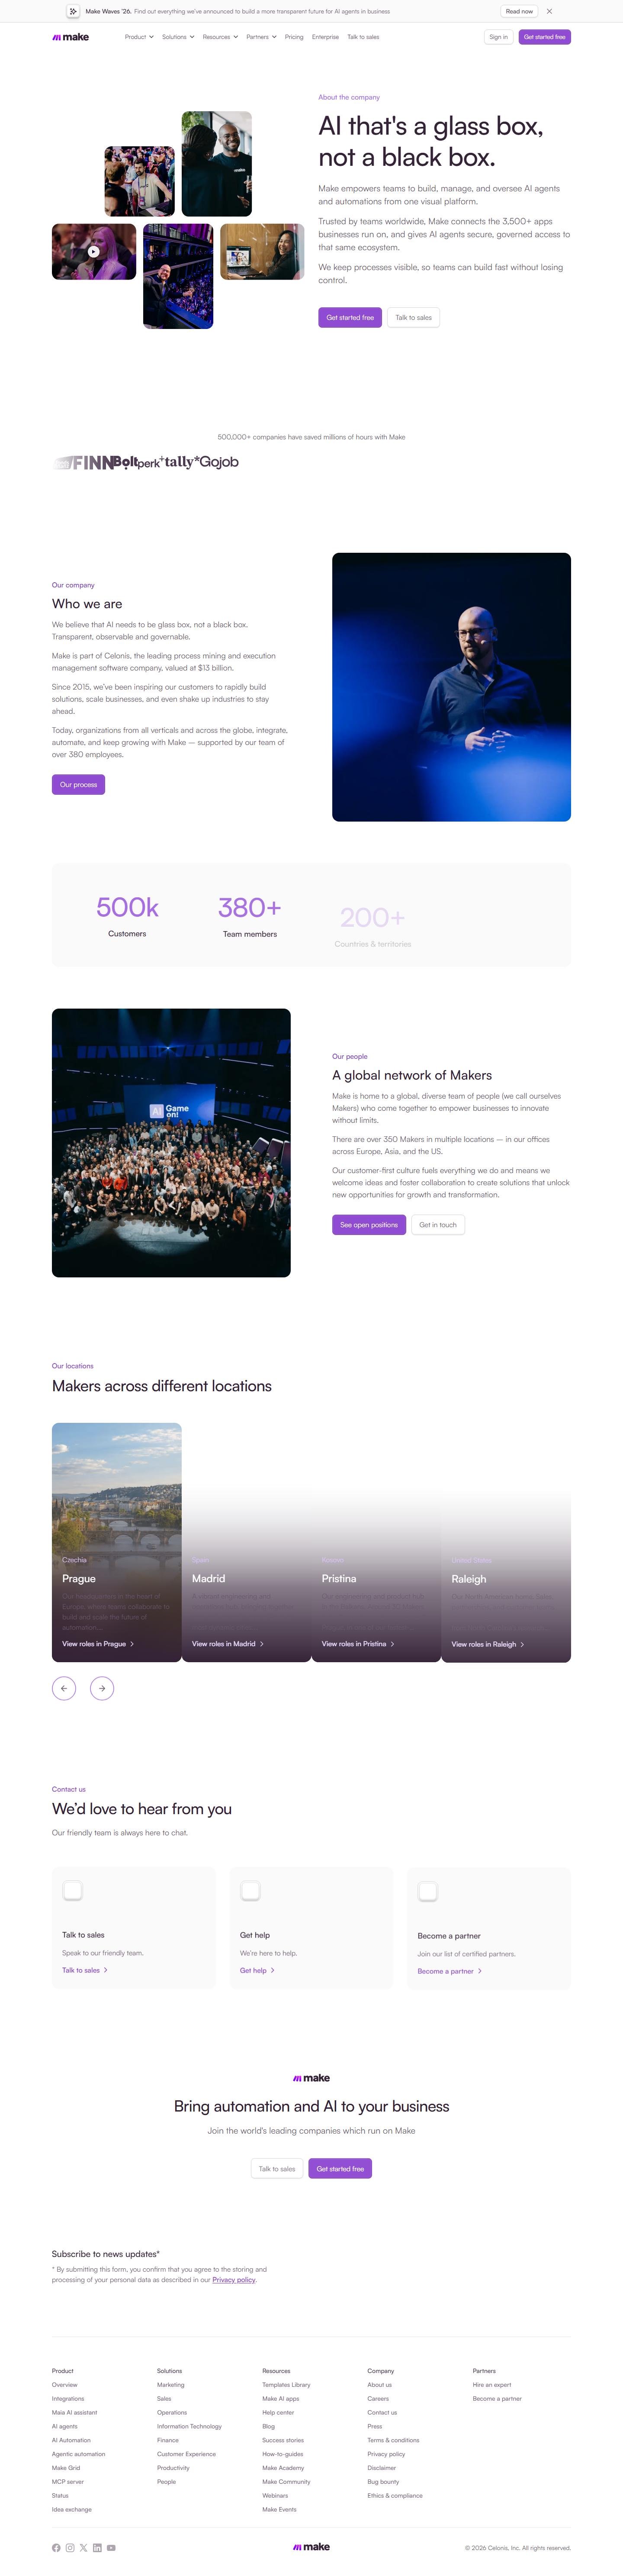 Make Waves '26. Find out everything we've announced to build a more transparent future for AI agents in business
Read now
make
Product
Solutions
Resources
Partners
Pricing
Enterprise
Talk to sales
Sign in
Get started free
About the company
AI that's a glass box,
not a black box.
Make empowers teams to build, manage, and oversee AI agents
and automations from one visual platform.
Trusted by teams worldwide, Make connects the 3,500+ apps
businesses run on, and gives AI agents secure, governed access to
that same ecosystem.
We keep processes visible, so teams can build fast without losing
control.
Get started free
Talk to sales
500,000+ companies have saved millions of hours with Make
FINN
Bolt
perk
tally*
Gojob
Our company
Who we are
We believe that AI needs to be glass box, not a black box.
Transparent, observable and governable.
Make is part of Celonis, the leading process mining and execution
management software company, valued at $13 billion.
Since 2015, we've been inspiring our customers to rapidly build
solutions, scale businesses, and even shake up industries to stay
ahead.
Today, organizations from all verticals and across the globe, integrate,
automate, and keep growing with Make — supported by our team of
over 380 employees.
Our process
500k
Customers
380+
Team members
200+
Countries & territories
AI Game on!
Our people
A global network of Makers
Make is home to a global, diverse team of people (we call ourselves
Makers) who come together to empower businesses to innovate
without limits.
There are over 350 Makers in multiple locations — in our offices
across Europe, Asia, and the US.
Our customer-first culture fuels everything we do and means we
welcome ideas and foster collaboration to create solutions that unlock
new opportunities for growth and transformation.
See open positions
Get in touch
Our locations
Makers across different locations
Czechia
Prague
Our headquarters in the heart of
Europe, where teams collaborate to
build and scale the future of
automation...
View roles in Prague
Spain
Madrid
View roles in Madrid
Kosovo
Pristina
View roles in Pristina
United States
Raleigh
View roles in Raleigh
Contact us
We'd love to hear from you
Our friendly team is always here to chat.
Talk to sales
Speak to our friendly team.
Talk to sales
Get help
We're here to help.
Get help
Become a partner
Join our list of certified partners.
Become a partner
make
Bring automation and AI to your business
Join the world's leading companies which run on Make
Talk to sales
Get started free
Subscribe to news updates*
* By submitting this form, you confirm that you agree to the storing and
processing of your personal data as described in our Privacy policy.
Product
Overview
Integrations
Maia AI assistant
AI agents
AI Automation
Agentic automation
Make Grid
MCP server
Status
Idea exchange
Solutions
Marketing
Sales
Operations
Information Technology
Finance
Customer Experience
Productivity
People
Resources
Templates Library
Make AI apps
Help center
Blog
Success stories
How-to-guides
Make Academy
Make Community
Webinars
Make Events
Company
About us
Careers
Contact us
Press
Terms & conditions
Privacy policy
Disclaimer
Bug bounty
Ethics & compliance
Partners
Hire an expert
Become a partner
make
© 2026 Celonis, Inc. All rights reserved.